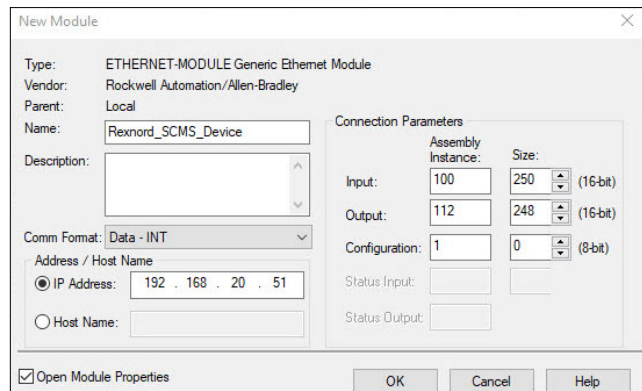 New Module
Type: ETHERNET-MODULE Generic Ethernet Module
Vendor: Rockwell Automation/Allen-Bradley
Parent: Local
Name: Rexnord_SCMS_Device
Description:
Comm Format: Data - INT
Address / Host Name
IP Address: 192 . 168 . 20 . 51
Host Name:
Connection Parameters
Assembly Instance: Size:
Input: 100 250 (16-bit)
Output: 112 248 (16-bit)
Configuration: 1 0 (8-bit)
Status Input:
Status Output:
Open Module Properties
OK Cancel Help